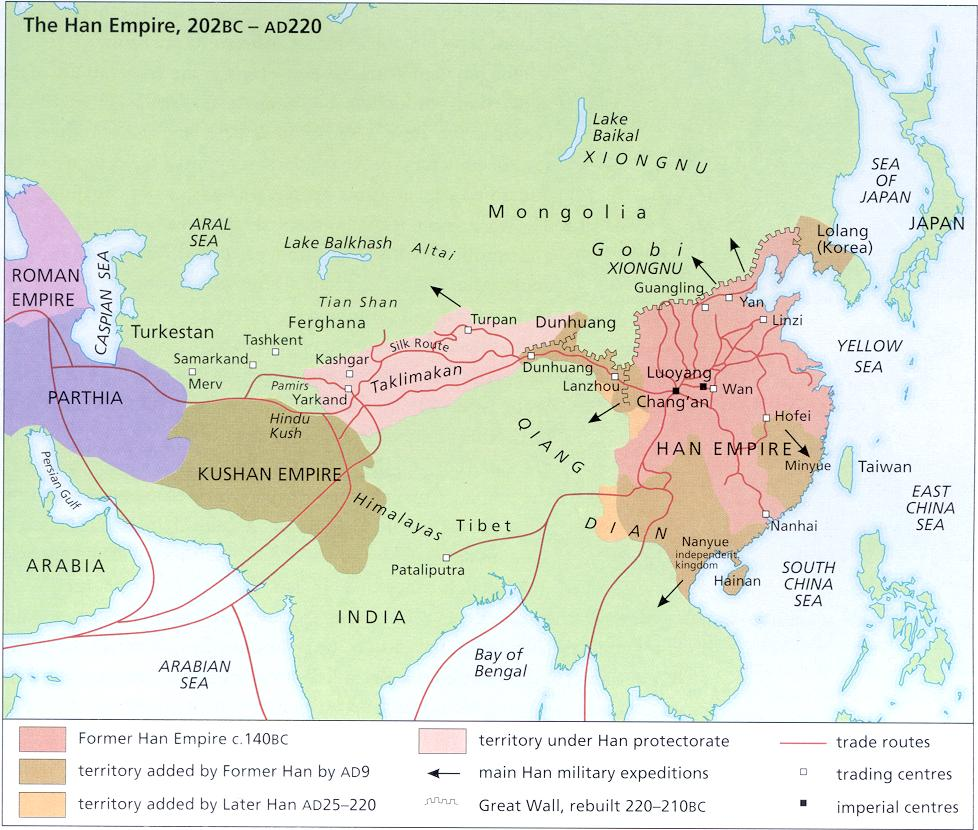 The Han Empire, 202BC – AD220
Lake
Baikal
XIONGNU
SEA
OF
JAPAN
JAPAN
Mongolia
ARAL
SEA
Lake Balkhash
Altai
Gobi
XIONGNU
Lolang
(Korea)
ROMAN
EMPIRE
CASPIAN SEA
Guangling
Yan
Tian Shan
Ferghana
Turkestan
Tashkent
Turpan
Dunhuang
Linzi
Silk Route
Samarkand
Kashgar
Taklimakan
Dunhuang
Lanzhou
Luoyang
Wan
YELLOW
SEA
Merv
Pamirs
Yarkand
Chang'an
PARTHIA
Hindu
Kush
Hofei
QIANG
HAN EMPIRE
Minyue
Taiwan
KUSHAN EMPIRE
Persian Gulf
Himalayas
Tibet
DIAN
EAST
CHINA
SEA
Nanhai
Nanyue
independent
kingdom
ARABIA
Pataliputra
Hainan
SOUTH
CHINA
SEA
INDIA
ARABIAN
SEA
Bay of
Bengal
Former Han Empire c.140BC
territory added by Former Han by AD9
territory added by Later Han AD25–220
territory under Han protectorate
main Han military expeditions
Great Wall, rebuilt 220–210BC
trade routes
trading centres
imperial centres